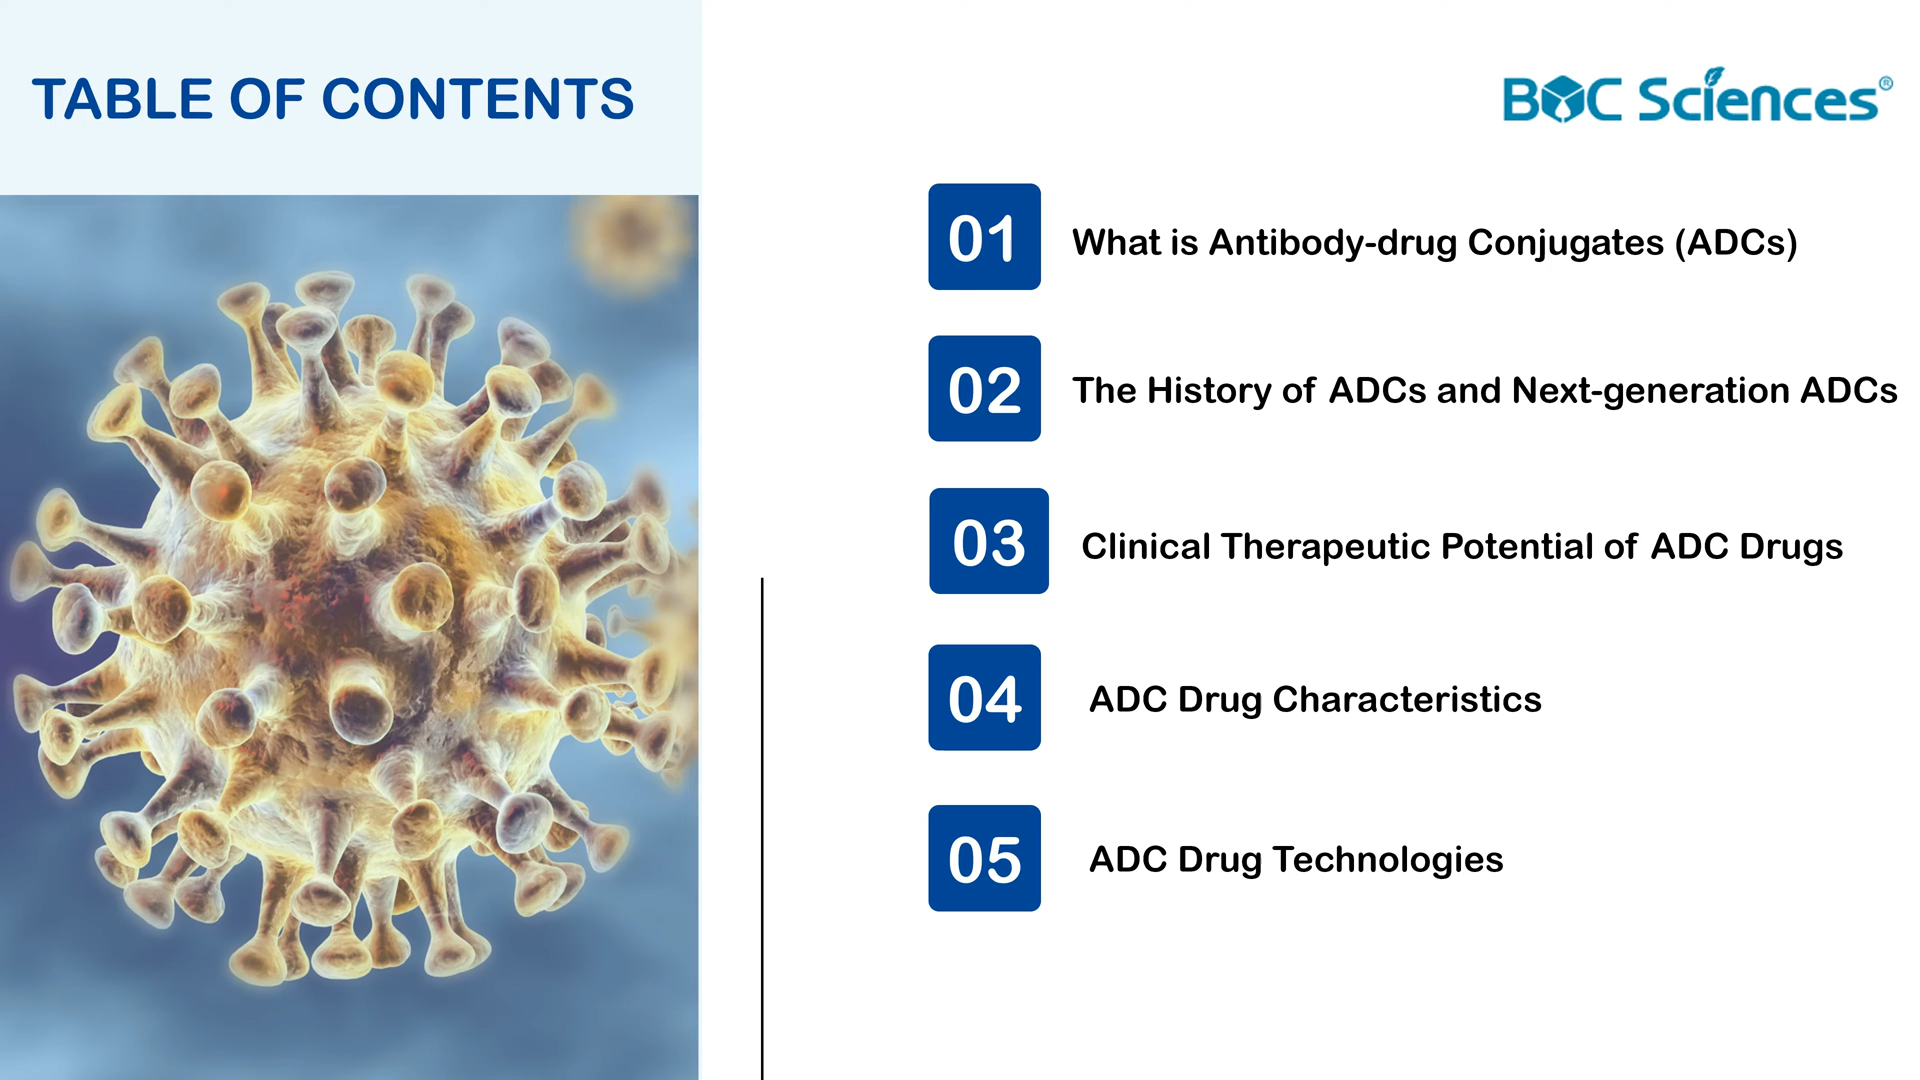 TABLE OF CONTENTS
BOC Sciences®
01 What is Antibody-drug Conjugates (ADCs)
02 The History of ADCs and Next-generation ADCs
03 Clinical Therapeutic Potential of ADC Drugs
04 ADC Drug Characteristics
05 ADC Drug Technologies